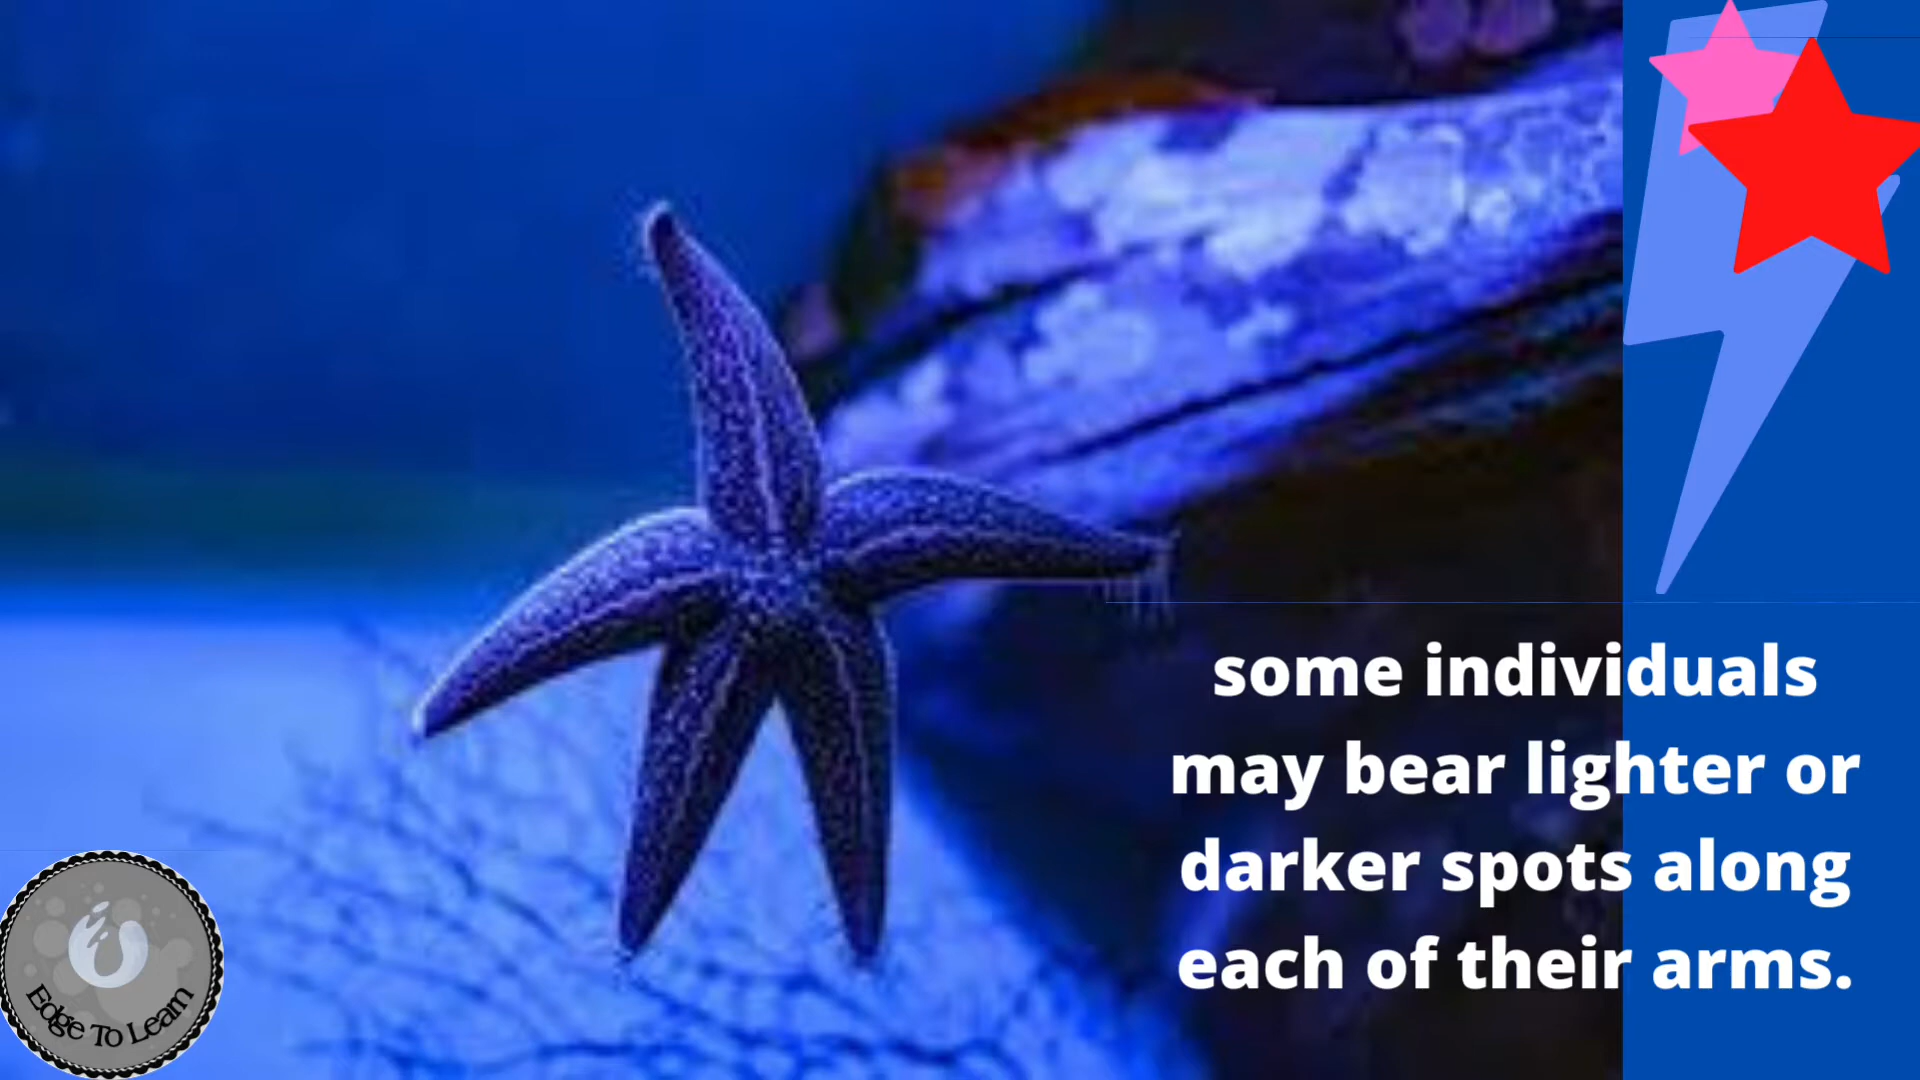 some individuals
may bear lighter or
darker spots along
each of their arms.
Edge To Learn